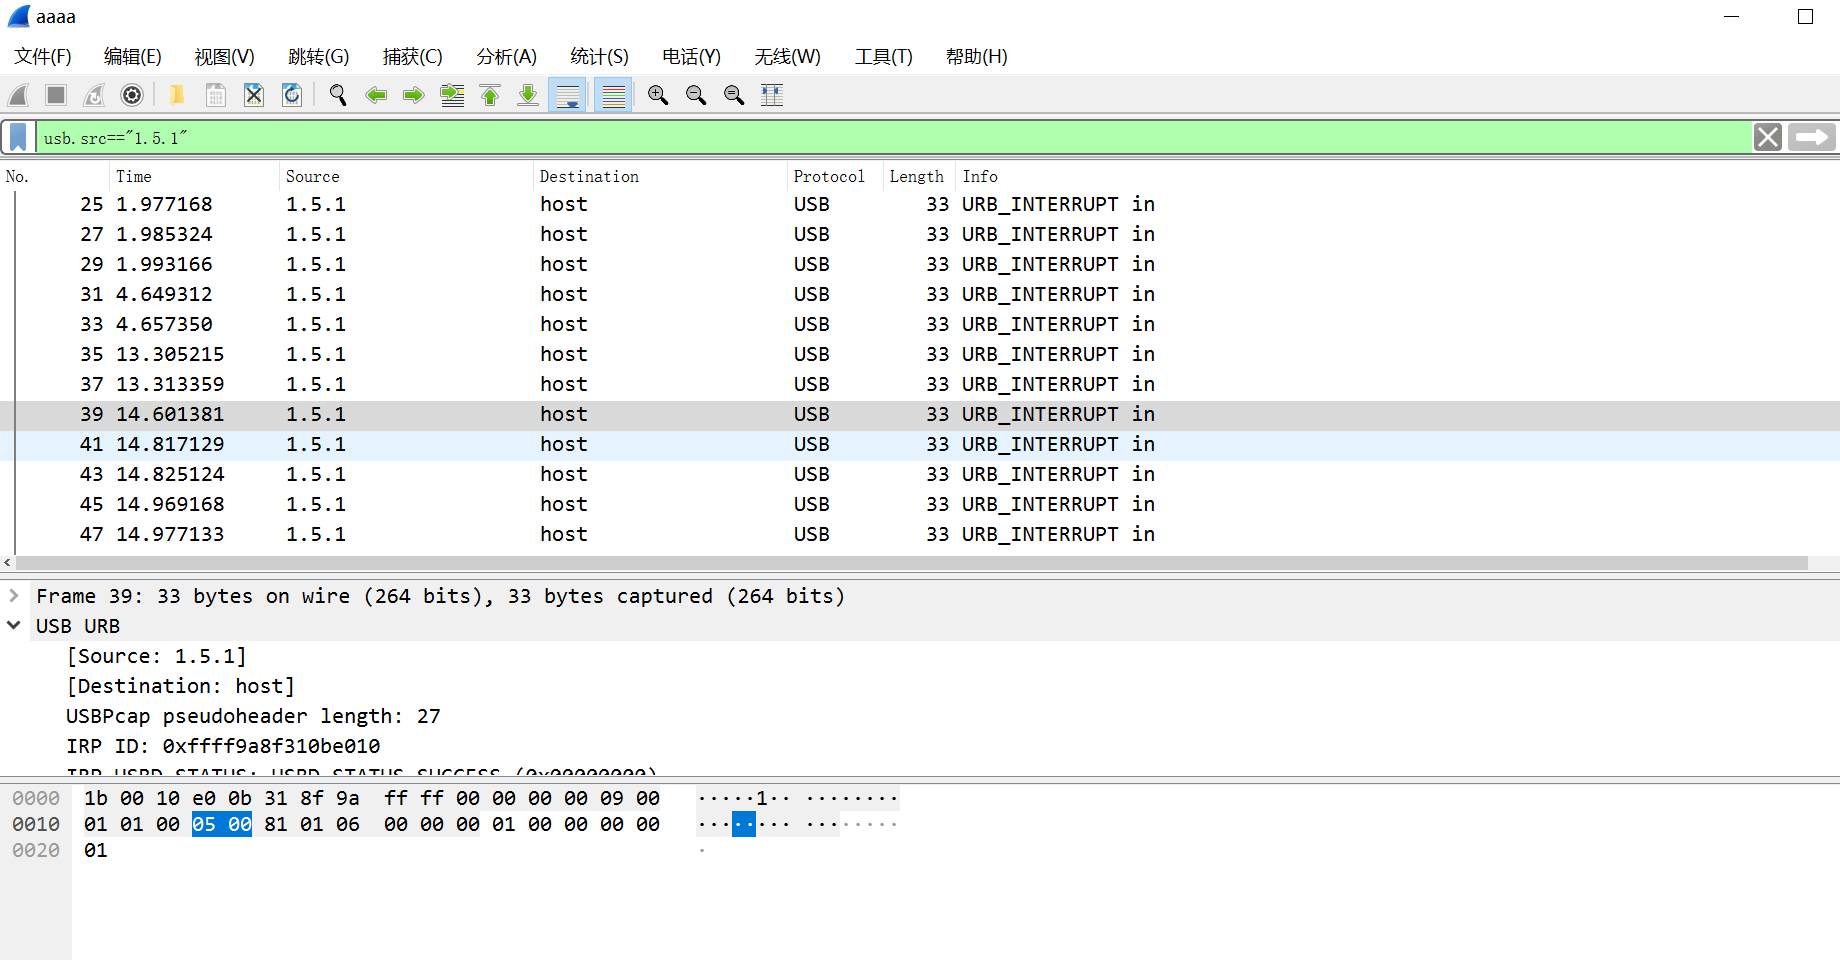 aaaa
文件(F) 编辑(E) 视图(V) 跳转(G) 捕获(C) 分析(A) 统计(S) 电话(Y) 无线(W) 工具(T) 帮助(H)
usb.src=="1.5.1"
No. Time Source Destination Protocol Length Info
25 1.977168 1.5.1 host USB 33 URB_INTERRUPT in
27 1.985324 1.5.1 host USB 33 URB_INTERRUPT in
29 1.993166 1.5.1 host USB 33 URB_INTERRUPT in
31 4.649312 1.5.1 host USB 33 URB_INTERRUPT in
33 4.657350 1.5.1 host USB 33 URB_INTERRUPT in
35 13.305215 1.5.1 host USB 33 URB_INTERRUPT in
37 13.313359 1.5.1 host USB 33 URB_INTERRUPT in
39 14.601381 1.5.1 host USB 33 URB_INTERRUPT in
41 14.817129 1.5.1 host USB 33 URB_INTERRUPT in
43 14.825124 1.5.1 host USB 33 URB_INTERRUPT in
45 14.969168 1.5.1 host USB 33 URB_INTERRUPT in
47 14.977133 1.5.1 host USB 33 URB_INTERRUPT in
Frame 39: 33 bytes on wire (264 bits), 33 bytes captured (264 bits)
USB URB
[Source: 1.5.1]
[Destination: host]
USBPcap pseudoheader length: 27
IRP ID: 0xffff9a8f310be010
IRP USBD_STATUS: USBD_STATUS_SUCCESS (0x00000000)
0000 1b 00 10 e0 0b 31 8f 9a ff ff 00 00 00 00 09 00 ·····1·· ········
0010 01 01 00 05 00 81 01 06 00 00 00 01 00 00 00 00 ········ ········
0020 01 ·